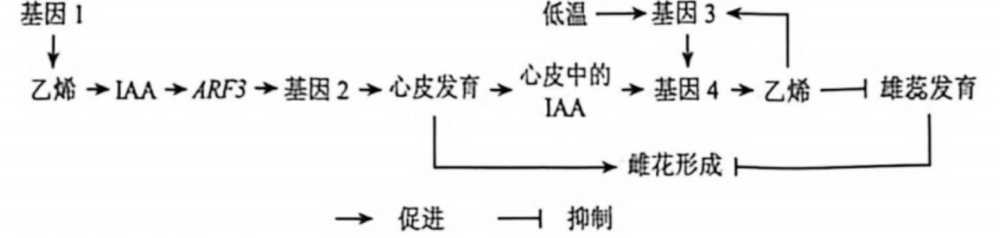 基因1
低温 基因3
乙烯 IAA ARF3 基因2 心皮发育 心皮中的 IAA 基因4 乙烯 雄蕊发育
雌花形成
促进 抑制